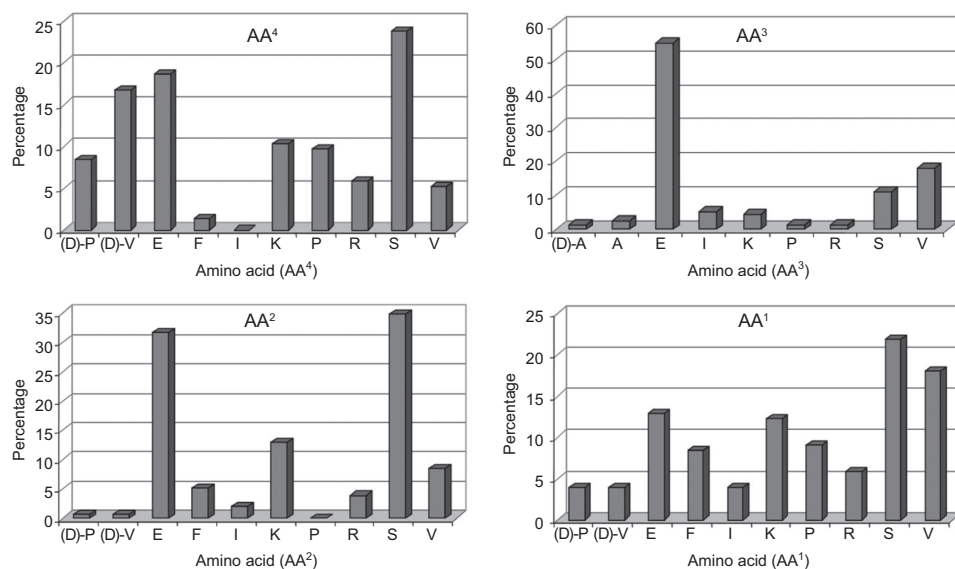 AA⁴
Percentage
25
20
15
10
5
0
(D)-P (D)-V E F I K P R S V
Amino acid (AA⁴)
AA³
Percentage
60
50
40
30
20
10
0
(D)-A A E I K P R S V
Amino acid (AA³)
AA²
Percentage
35
30
25
20
15
10
5
0
(D)-P (D)-V E F I K P R S V
Amino acid (AA²)
AA¹
Percentage
25
20
15
10
5
0
(D)-P (D)-V E F I K P R S V
Amino acid (AA¹)